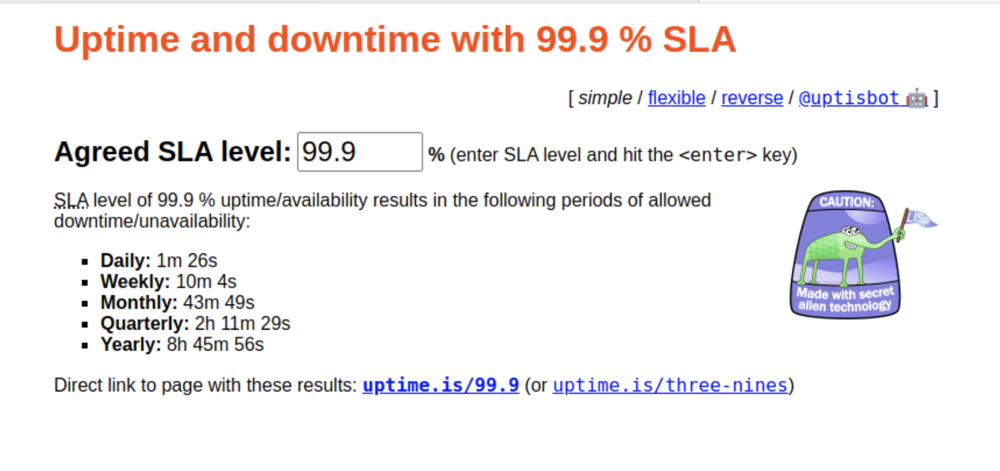 Uptime and downtime with 99.9 % SLA
[ simple / flexible / reverse / @uptisbot 🤖 ]
Agreed SLA level: 99.9 % (enter SLA level and hit the <enter> key)
SLA level of 99.9 % uptime/availability results in the following periods of allowed
downtime/unavailability:
▪ Daily: 1m 26s
▪ Weekly: 10m 4s
▪ Monthly: 43m 49s
▪ Quarterly: 2h 11m 29s
▪ Yearly: 8h 45m 56s
CAUTION:
LISP
Made with secret
alien technology
Direct link to page with these results: uptime.is/99.9 (or uptime.is/three-nines)